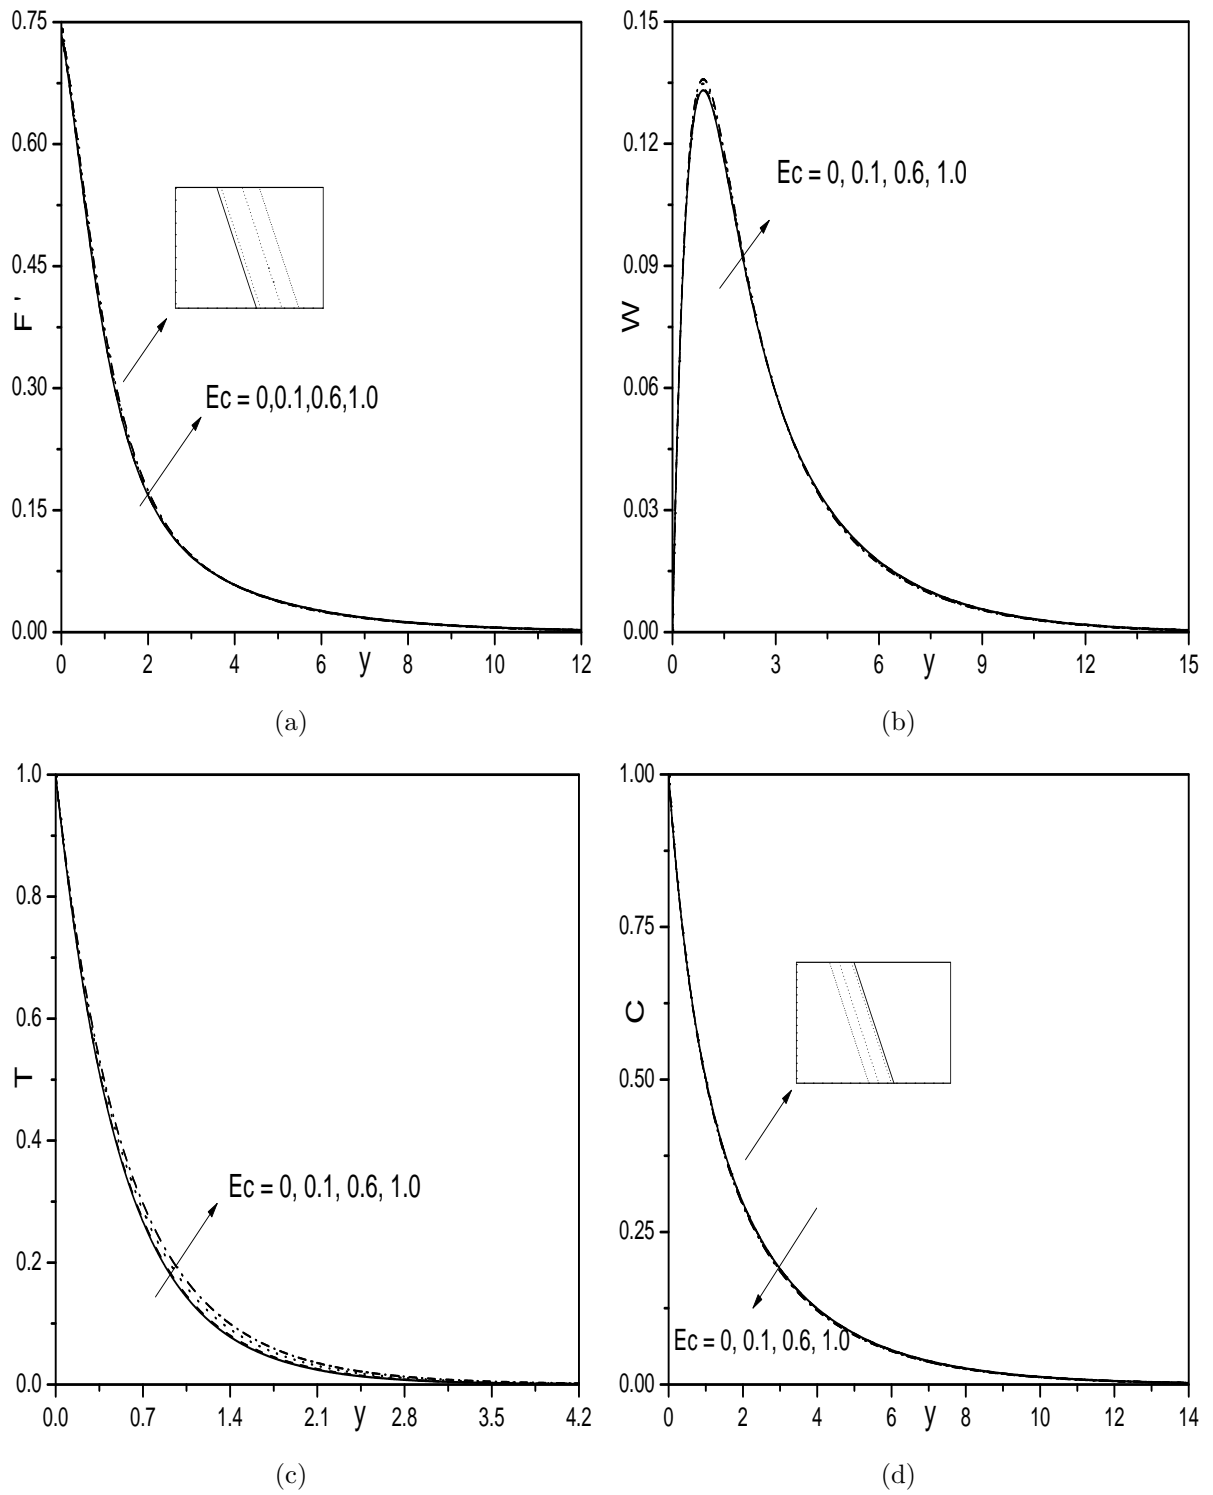 0.75
0.60
0.45
0.30
0.15
0.00
F '
Ec = 0,0.1,0.6,1.0
0 2 4 6 8 10 12
y
(a)
0.15
0.12
0.09
0.06
0.03
0.00
W
Ec = 0, 0.1, 0.6, 1.0
0 3 6 9 12 15
y
(b)
1.0
0.8
0.6
0.4
0.2
0.0
T
Ec = 0, 0.1, 0.6, 1.0
0.0 0.7 1.4 2.1 2.8 3.5 4.2
y
(c)
1.00
0.75
0.50
0.25
0.00
C
Ec = 0, 0.1, 0.6, 1.0
0 2 4 6 8 10 12 14
y
(d)